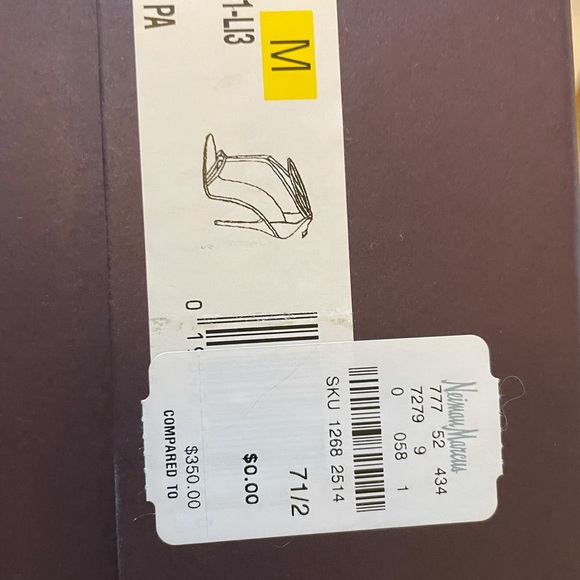 1-LI3
PA
M
0 19
Neiman Marcus
777 52 434
7279 9
0 058 1
SKU 1268 2514
7 1/2
$0.00
$350.00
COMPARED TO